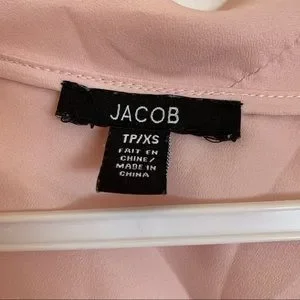 JACOB
TP/XS
FAIT EN
CHINE/
MADE IN
CHINA